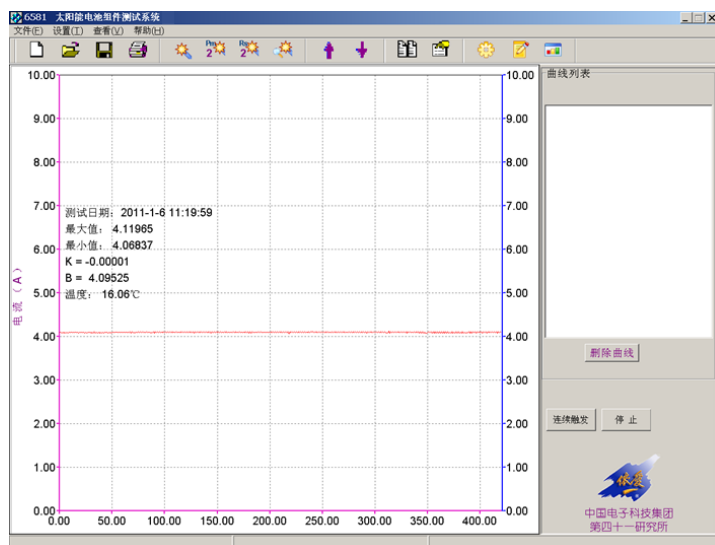 6581 太阳能电池组件测试系统
文件(F) 设置(T) 查看(V) 帮助(H)
曲线列表
10.00
9.00
8.00
7.00
6.00
5.00
4.00
3.00
2.00
1.00
0.00
电流（A）
测试日期: 2011-1-6 11:19:59
最大值: 4.11965
最小值: 4.06837
K = -0.00001
B = 4.09525
温度: 16.06℃
10.00
9.00
8.00
7.00
6.00
5.00
4.00
3.00
2.00
1.00
0.00
0.00 50.00 100.00 150.00 200.00 250.00 300.00 350.00 400.00
删除曲线
连续触发 停 止
依爱
中国电子科技集团
第四十一研究所